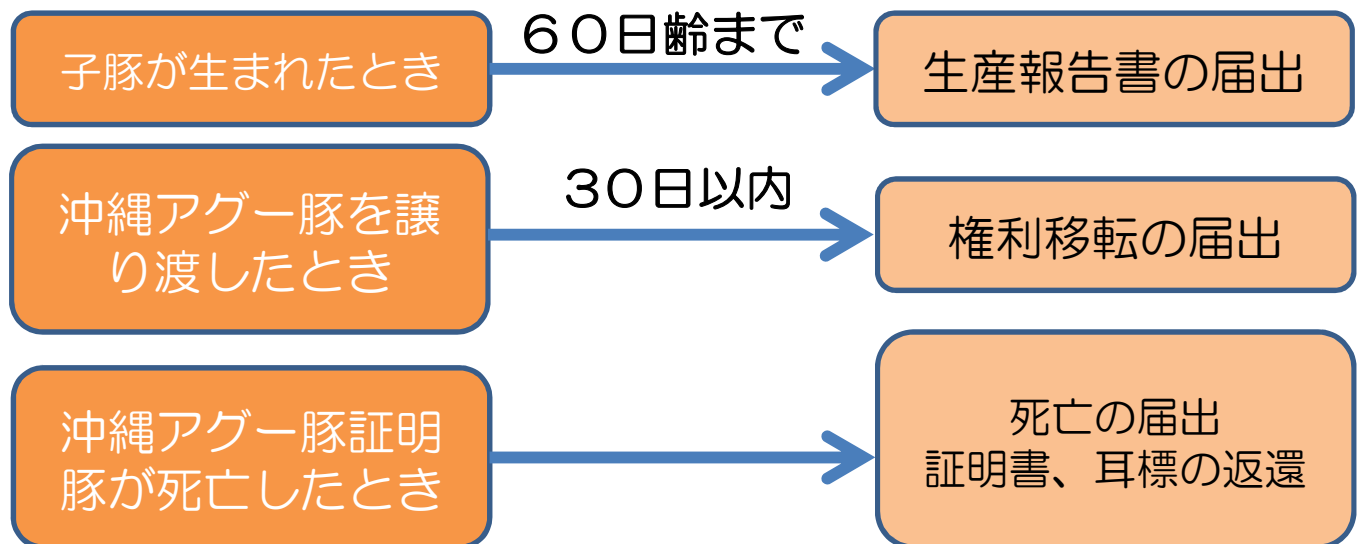 子豚が生まれたとき
60日齢まで
生産報告書の届出
沖縄アグー豚を譲
り渡したとき
30日以内
権利移転の届出
沖縄アグー豚証明
豚が死亡したとき
死亡の届出
証明書、耳標の返還